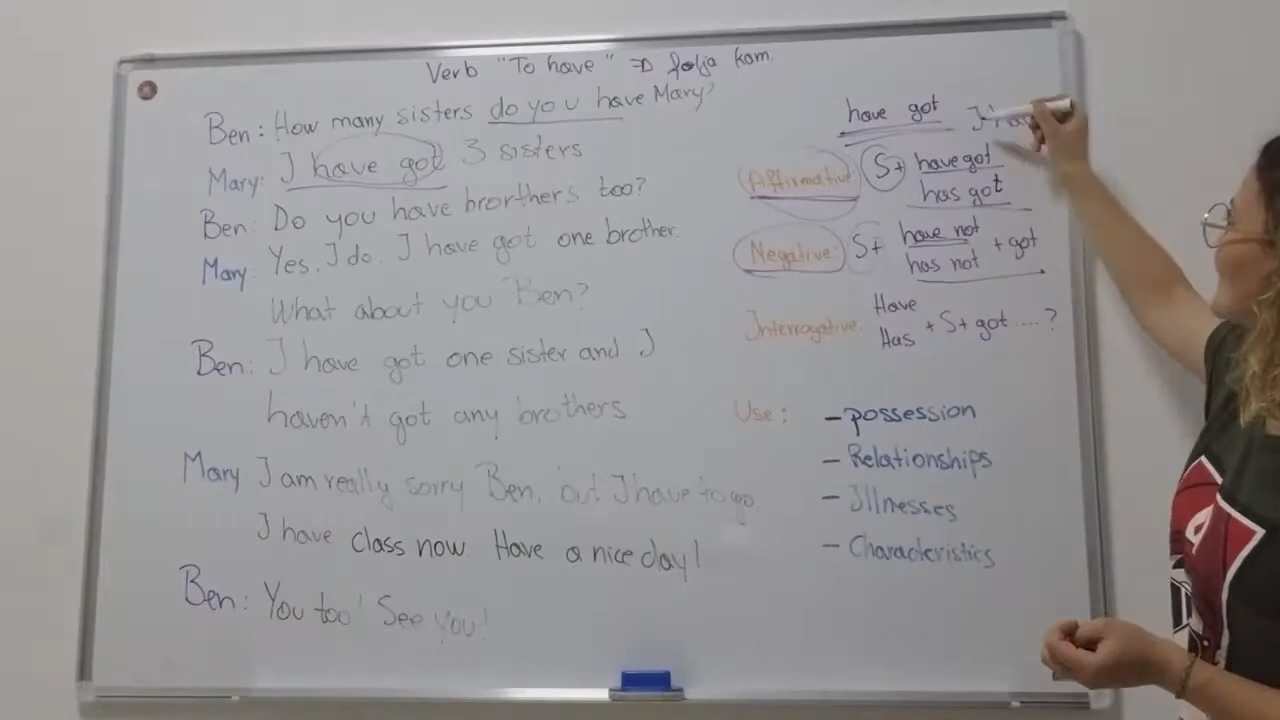 Verb "To have" => folja kam.
Ben: How many sisters do you have Mary?
Mary: I have got 3 sisters
Ben: Do you have brorthers too?
Mary: Yes, I do. I have got one brother.
What about you Ben?
Ben: I have got one sister and I
haven't got any brothers.
Mary: I am really sorry Ben, but I have to go.
I have class now Have a nice day!
Ben: You too! See you!
have got
Affirmative: S+ have got
has got
Negative: S+ have not
has not + got
Interrogative: Have
Has + S+ got ....?
Use: - possession
- Relationships
- Illnesses
- Characteristics